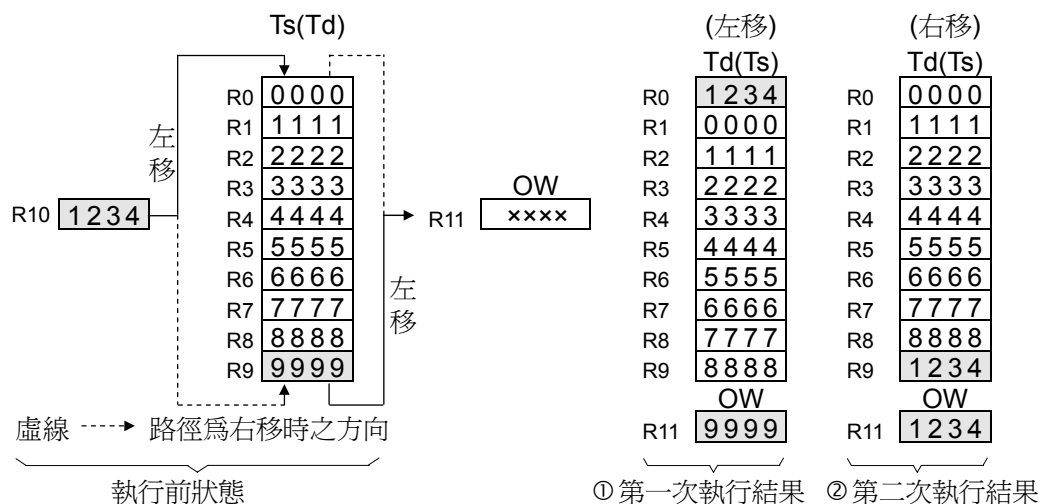 Ts(Td)
左移
R10 1234
R0 0000
R1 1111
R2 2222
R3 3333
R4 4444
R5 5555
R6 6666
R7 7777
R8 8888
R9 9999
左移
OW
R11 ××××
虛線 路徑爲右移時之方向
執行前狀態
(左移)
Td(Ts)
R0 1234
R1 0000
R2 1111
R3 2222
R4 3333
R5 4444
R6 5555
R7 6666
R8 7777
R9 8888
OW
R11 9999
① 第一次執行結果
(右移)
Td(Ts)
R0 0000
R1 1111
R2 2222
R3 3333
R4 4444
R5 5555
R6 6666
R7 7777
R8 8888
R9 1234
OW
R11 1234
② 第二次執行結果